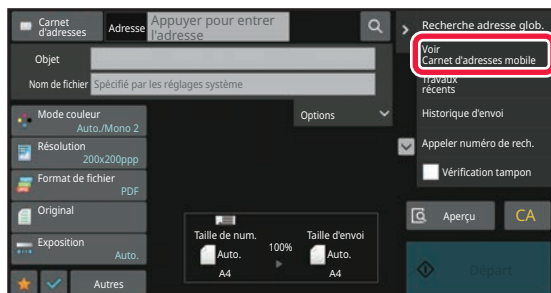 Carnet
d'adresses
Adresse
Appuyer pour entrer
l'adresse
Objet
Nom de fichier
Spécifié par les réglages système
Mode couleur
Auto./Mono 2
Résolution
200x200ppp
Format de fichier
PDF
Original
Exposition
Auto.
Autres
Options
Taille de num.
Auto.
A4
100%
Taille d'envoi
Auto.
A4
Recherche adresse glob.
Voir
Carnet d'adresses mobile
Travaux
récents
Historique d'envoi
Appeler numéro de rech.
Vérification tampon
Aperçu
CA
Départ